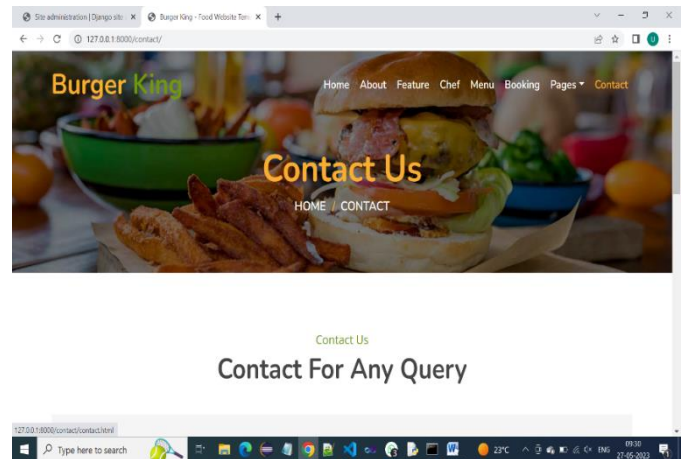 Site administration | Django site
Burger King - Food Website Tem
127.0.0.1:8000/contact/
U
Burger King
Home About Feature Chef Menu Booking Pages Contact
Contact Us
HOME / CONTACT
Contact Us
Contact For Any Query
127.0.0.1:8000/contact/contact.html
Type here to search
23°C
ENG
09:30
27-05-2023